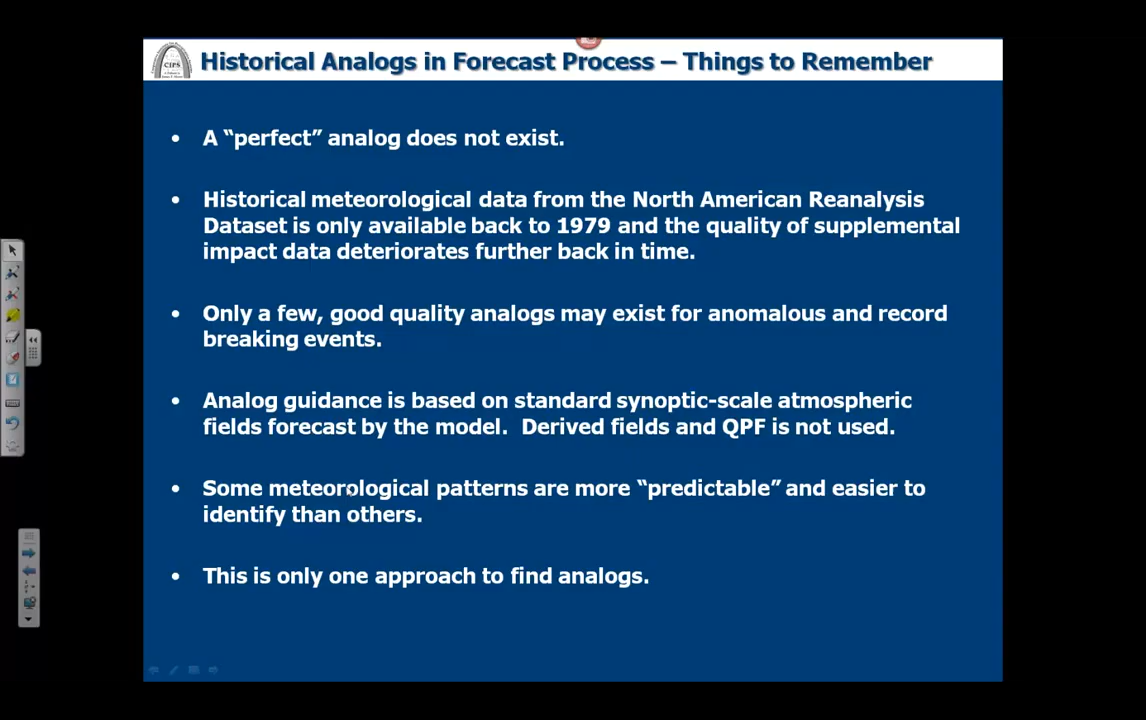 CIPS
Historical Analogs in Forecast Process – Things to Remember
• A “perfect” analog does not exist.
• Historical meteorological data from the North American Reanalysis
Dataset is only available back to 1979 and the quality of supplemental
impact data deteriorates further back in time.
• Only a few, good quality analogs may exist for anomalous and record
breaking events.
• Analog guidance is based on standard synoptic-scale atmospheric
fields forecast by the model.  Derived fields and QPF is not used.
• Some meteorological patterns are more “predictable” and easier to
identify than others.
• This is only one approach to find analogs.